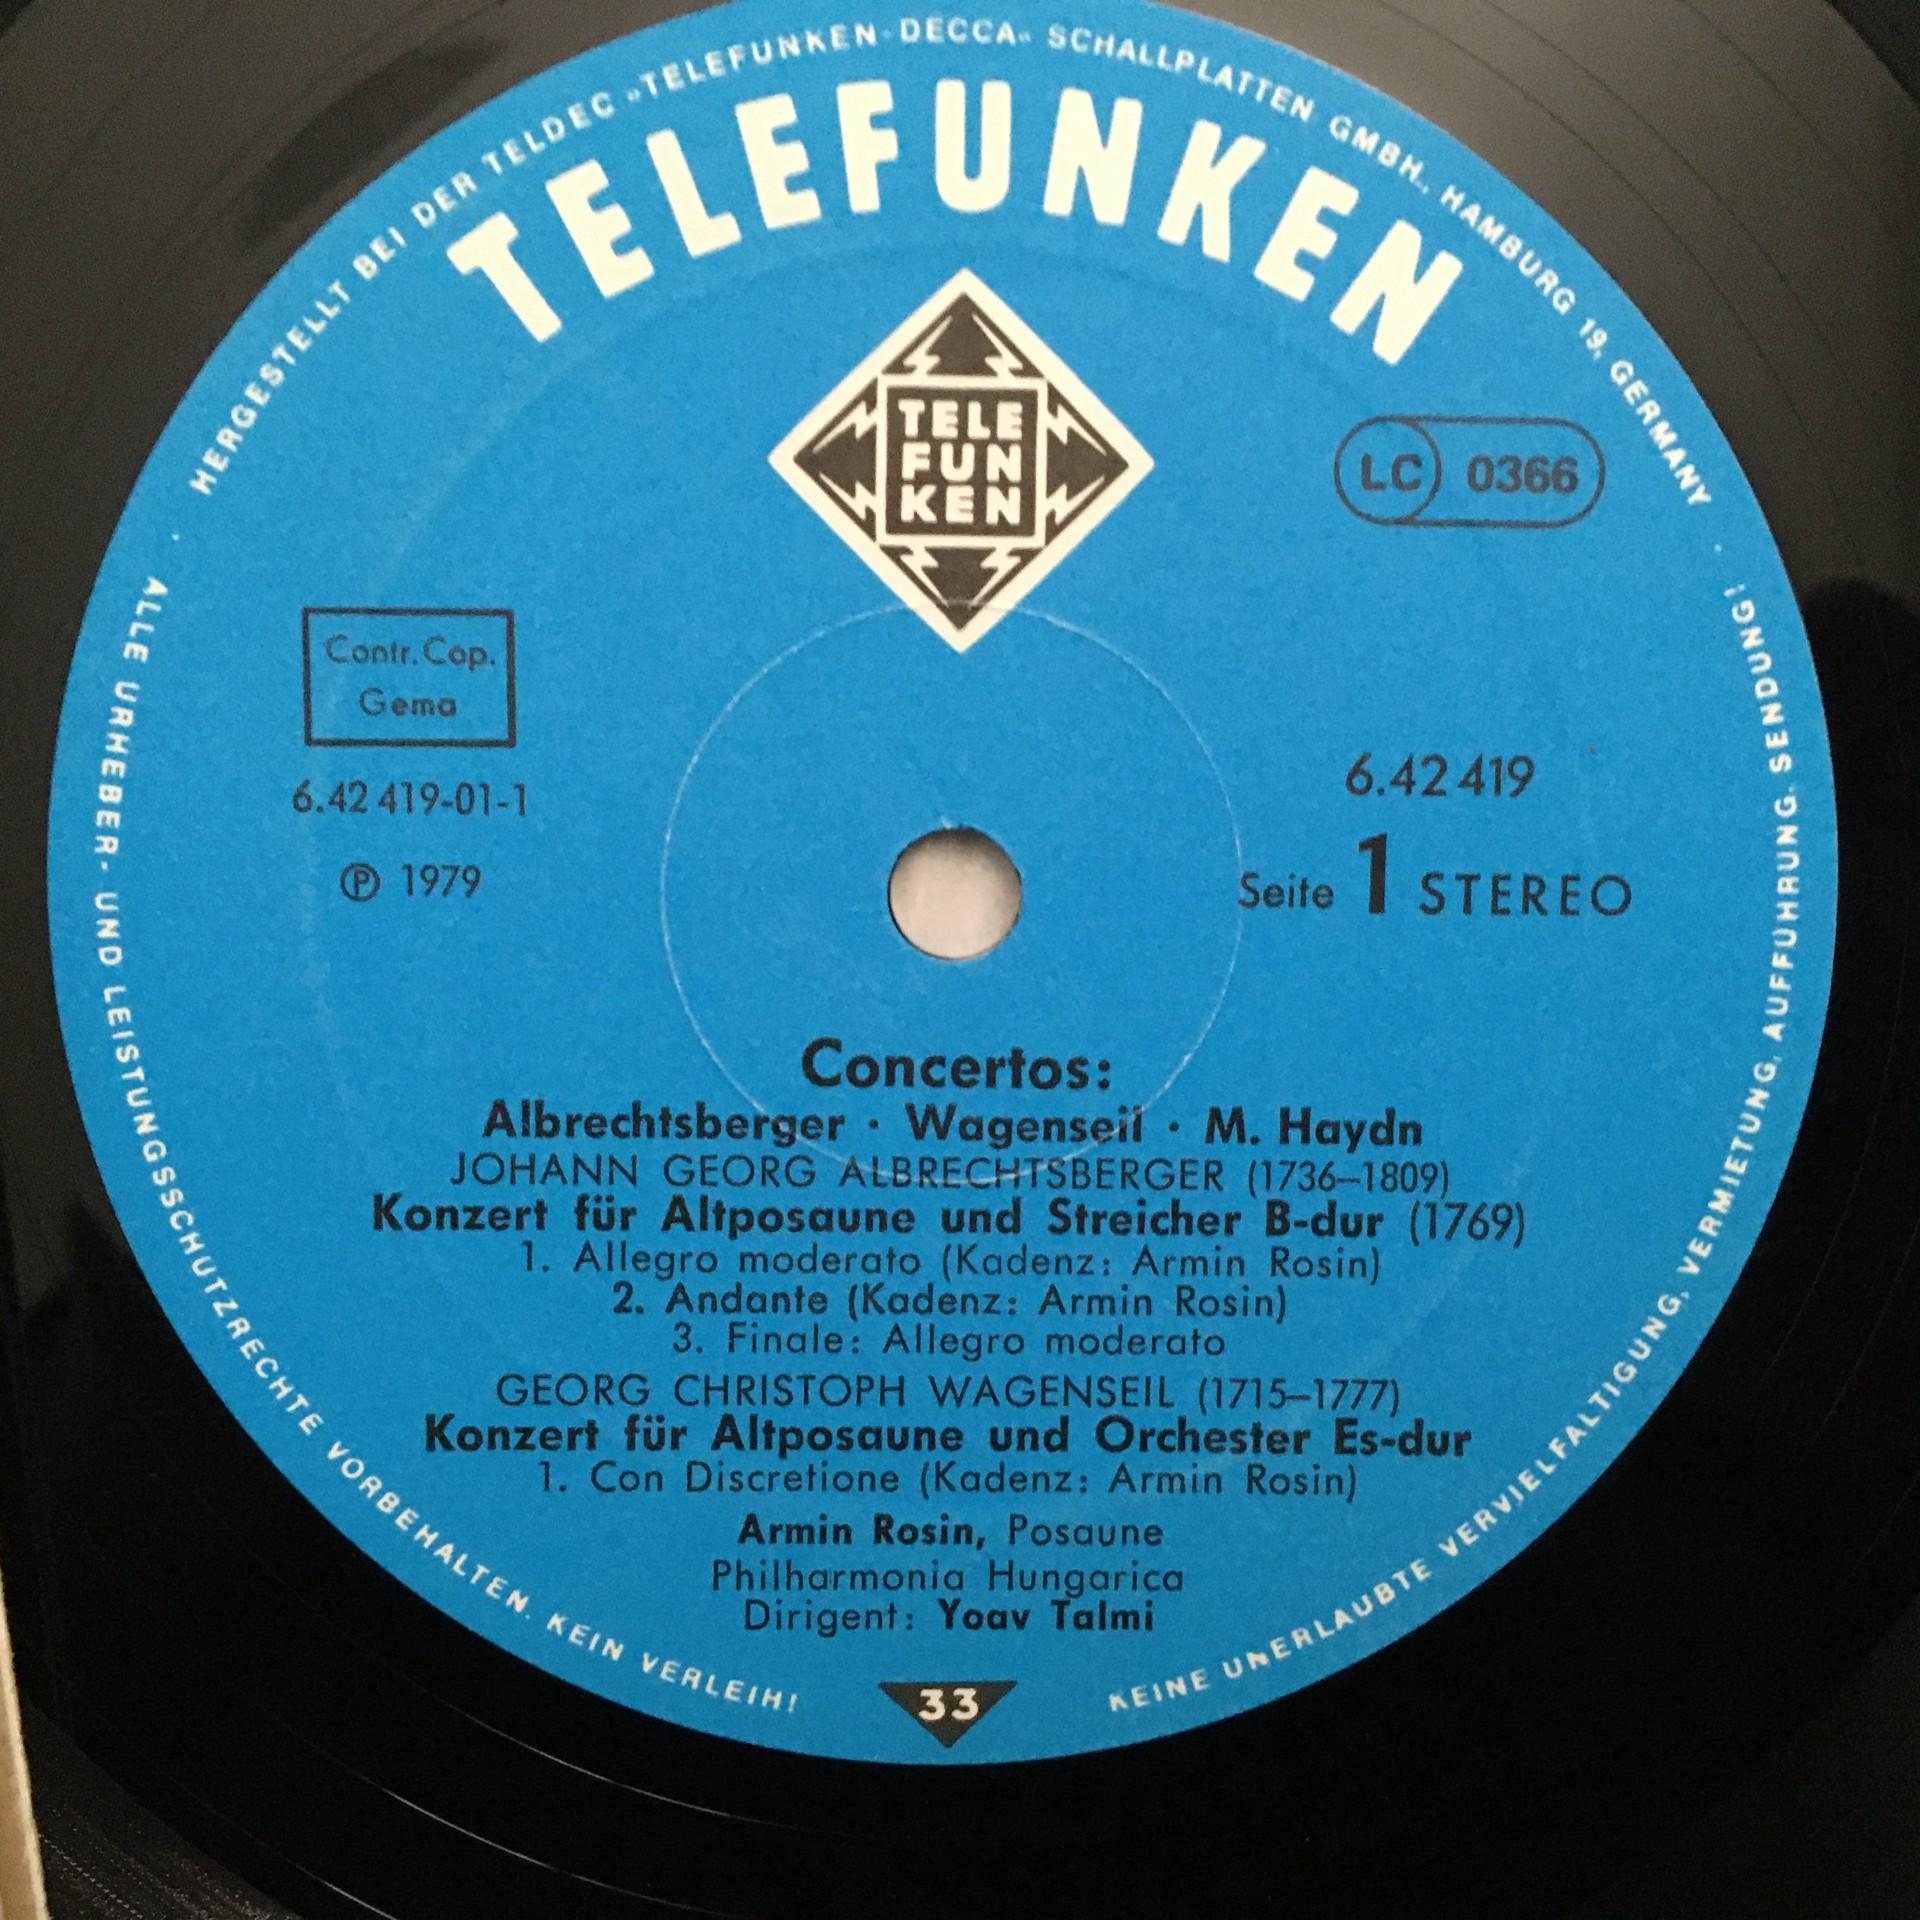 HERGESTELLT BEI DER TELDEC »TELEFUNKEN-DECCA« SCHALLPLATTEN GMBH., HAMBURG 19, GERMANY
TELEFUNKEN
TELE
FUN
KEN
LC 0366
Contr. Cop.
Gema
6.42 419-01-1
℗ 1979
6.42 419
Seite 1 STEREO
Concertos:
Albrechtsberger · Wagenseil · M. Haydn
JOHANN GEORG ALBRECHTSBERGER (1736–1809)
Konzert für Altposaune und Streicher B-dur (1769)
1. Allegro moderato (Kadenz: Armin Rosin)
2. Andante (Kadenz: Armin Rosin)
3. Finale: Allegro moderato
GEORG CHRISTOPH WAGENSEIL (1715–1777)
Konzert für Altposaune und Orchester Es-dur
1. Con Discretione (Kadenz: Armin Rosin)
Armin Rosin, Posaune
Philharmonia Hungarica
Dirigent: Yoav Talmi
33
ALLE URHEBER- UND LEISTUNGSSCHUTZRECHTE VORBEHALTEN. KEIN VERLEIH!
KEINE UNERLAUBTE VERVIELFÄLTIGUNG, VERMIETUNG, AUFFÜHRUNG, SENDUNG!